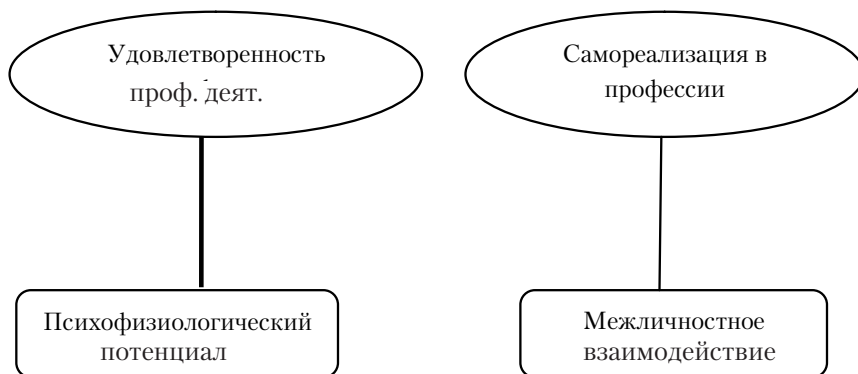 Удовлетворенность
проф. деят.
Самореализация в
профессии
Психофизиологический
потенциал
Межличностное
взаимодействие